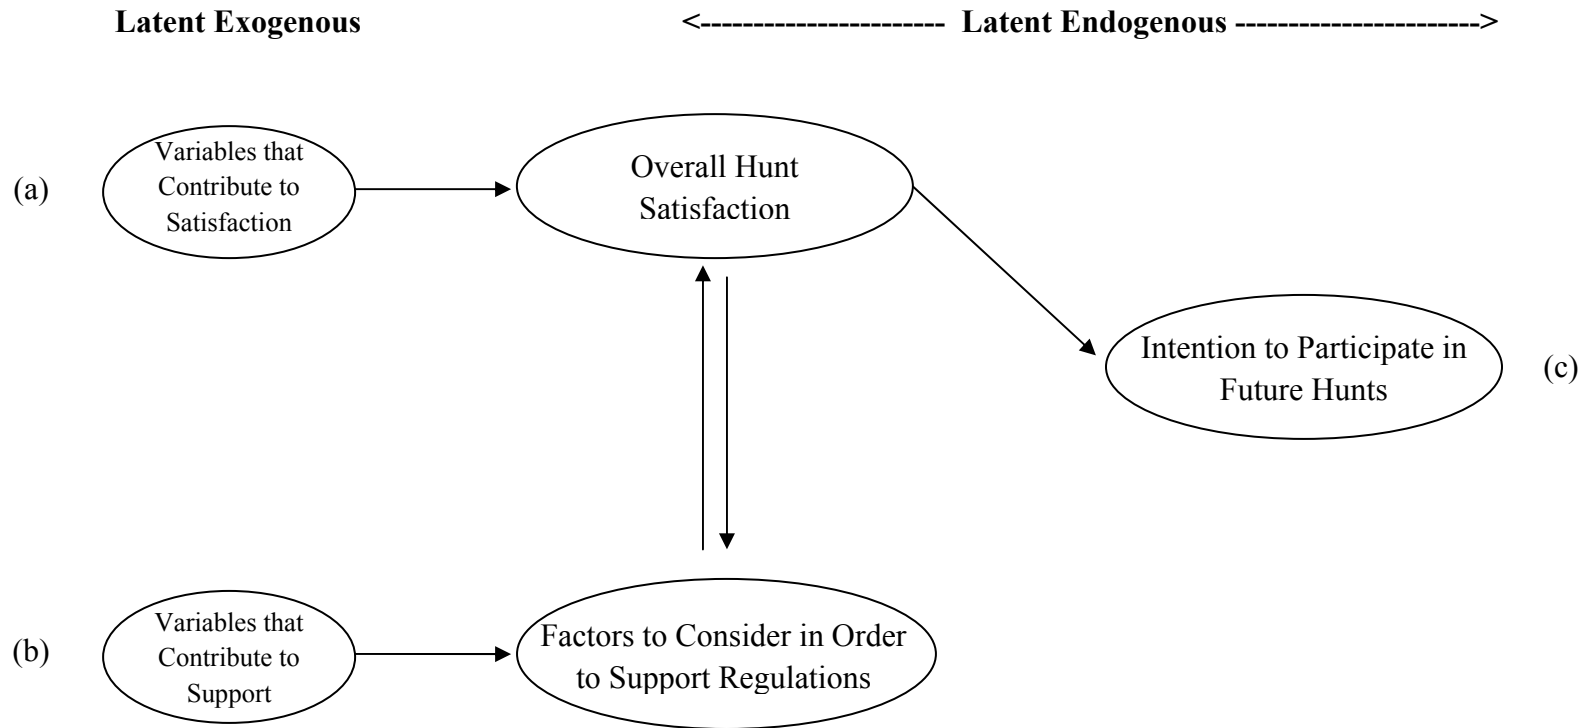 Latent Exogenous
<----------------------- Latent Endogenous ----------------------->
(a)
Variables that
Contribute to
Satisfaction
Overall Hunt
Satisfaction
Intention to Participate in
Future Hunts
(c)
(b)
Variables that
Contribute to
Support
Factors to Consider in Order
to Support Regulations